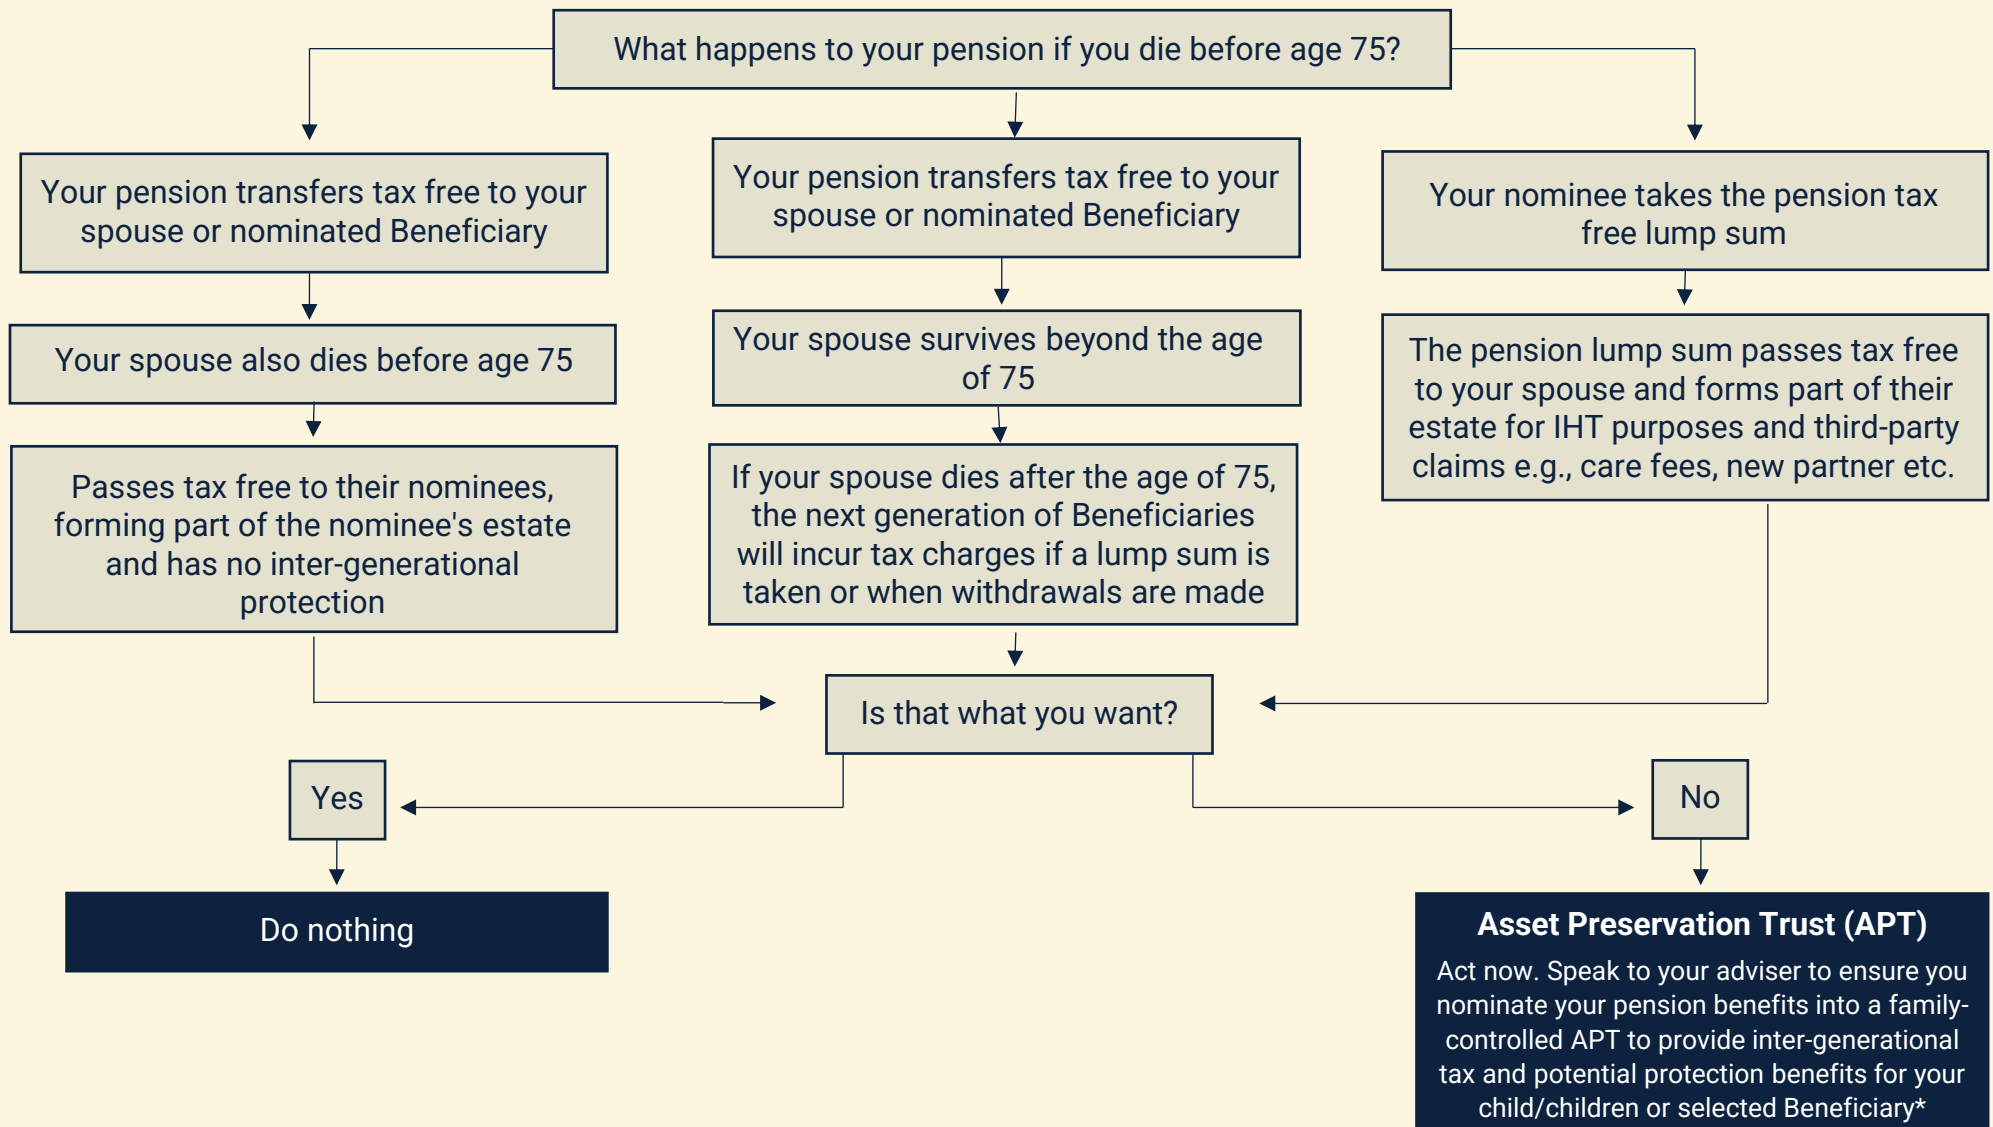 What happens to your pension if you die before age 75?
Your pension transfers tax free to your
spouse or nominated Beneficiary
Your pension transfers tax free to your
spouse or nominated Beneficiary
Your nominee takes the pension tax
free lump sum
Your spouse also dies before age 75
Your spouse survives beyond the age
of 75
The pension lump sum passes tax free
to your spouse and forms part of their
estate for IHT purposes and third-party
claims e.g., care fees, new partner etc.
Passes tax free to their nominees,
forming part of the nominee's estate
and has no inter-generational
protection
If your spouse dies after the age of 75,
the next generation of Beneficiaries
will incur tax charges if a lump sum is
taken or when withdrawals are made
Is that what you want?
Yes
No
Do nothing
Asset Preservation Trust (APT)
Act now. Speak to your adviser to ensure you
nominate your pension benefits into a family-
controlled APT to provide inter-generational
tax and potential protection benefits for your
child/children or selected Beneficiary*